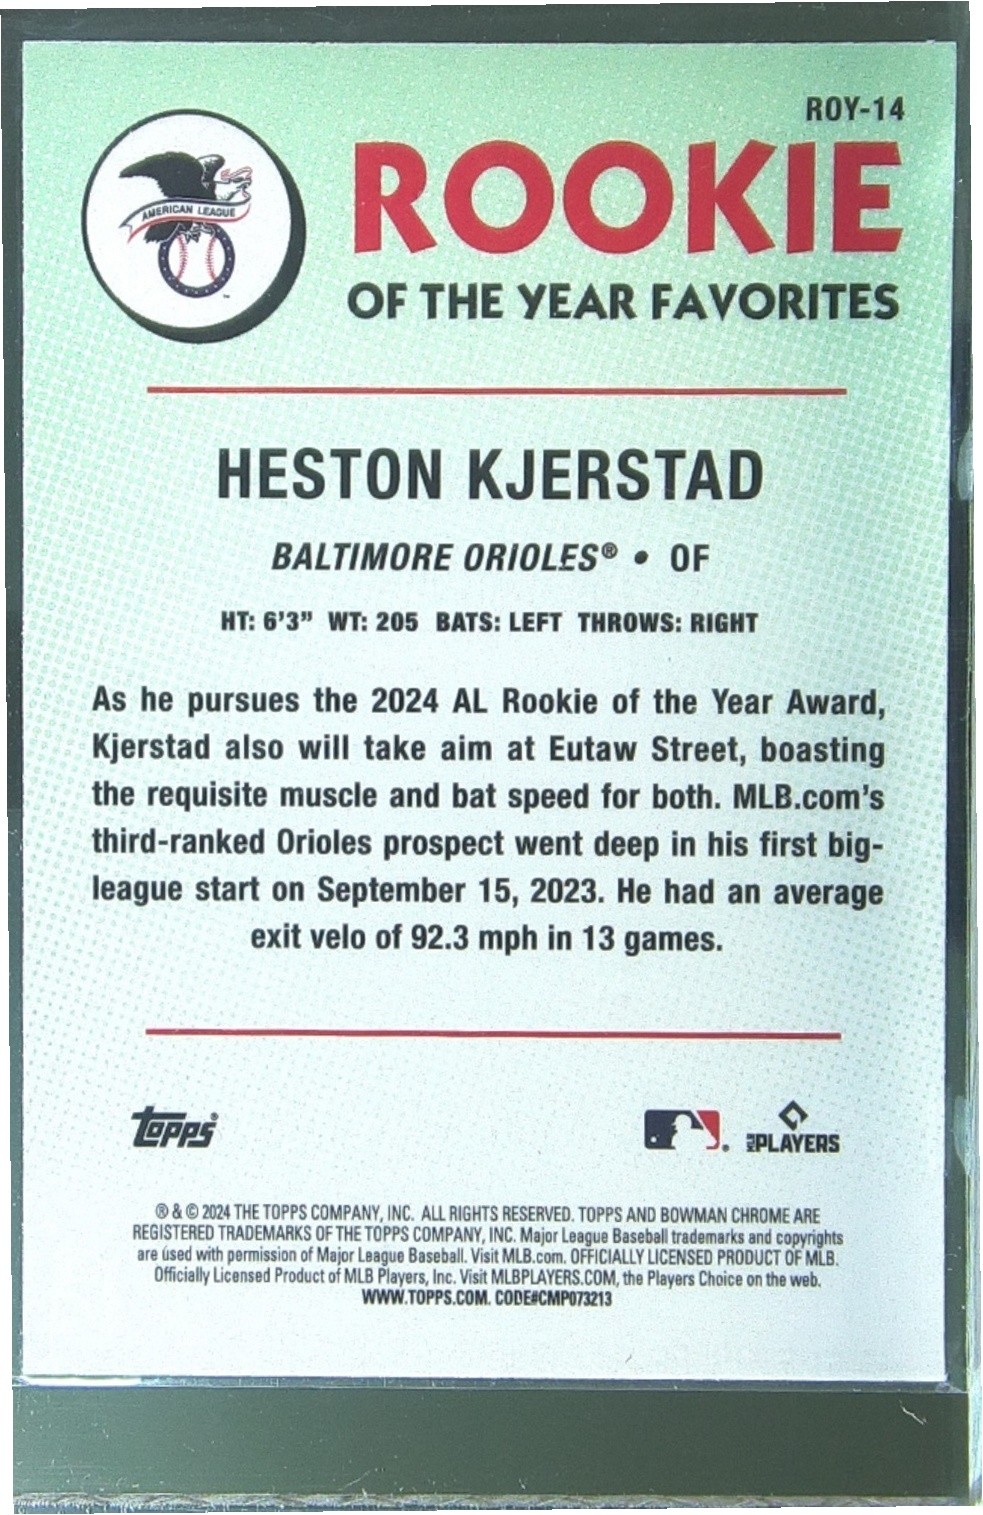 ROY-14
AMERICAN LEAGUE
ROOKIE
OF THE YEAR FAVORITES
HESTON KJERSTAD
BALTIMORE ORIOLES® • OF
HT: 6'3" WT: 205 BATS: LEFT THROWS: RIGHT
As he pursues the 2024 AL Rookie of the Year Award,
Kjerstad also will take aim at Eutaw Street, boasting
the requisite muscle and bat speed for both. MLB.com's
third-ranked Orioles prospect went deep in his first big-
league start on September 15, 2023. He had an average
exit velo of 92.3 mph in 13 games.
Topps®
MLB PLAYERS
® & © 2024 THE TOPPS COMPANY, INC. ALL RIGHTS RESERVED. TOPPS AND BOWMAN CHROME ARE
REGISTERED TRADEMARKS OF THE TOPPS COMPANY, INC. Major League Baseball trademarks and copyrights
are used with permission of Major League Baseball. Visit MLB.com. OFFICIALLY LICENSED PRODUCT OF MLB.
Officially Licensed Product of MLB Players, Inc. Visit MLBPLAYERS.COM, the Players Choice on the web.
WWW.TOPPS.COM. CODE#CMP073213